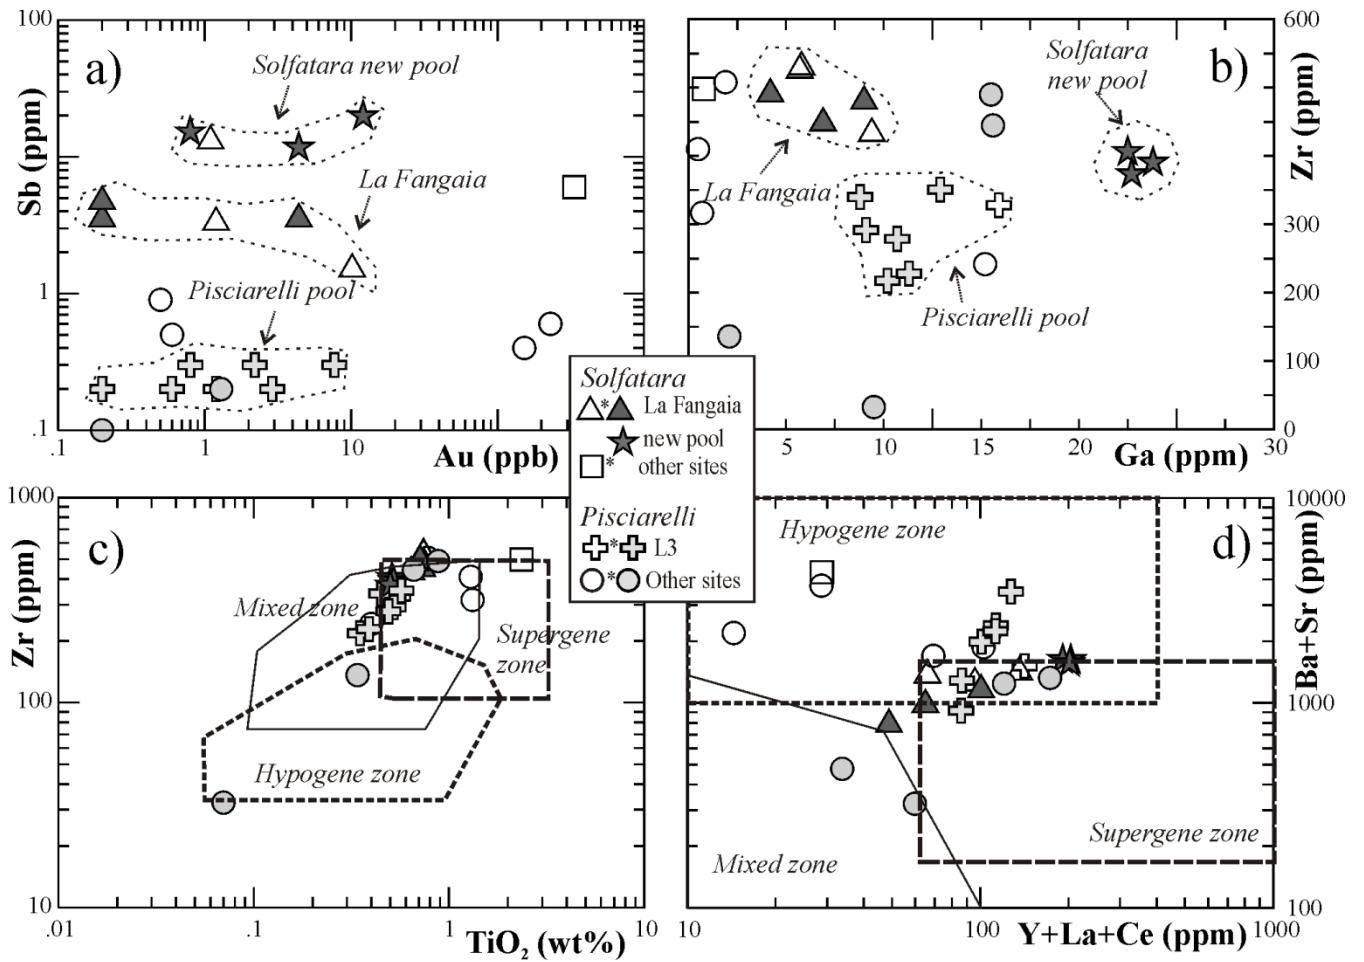 100
a)
Solfatara new pool
Sb (ppm)
La Fangaia
1
Pisciarelli pool
.1
.1
1
10
Au (ppb)
600
b)
Solfatara
new pool
Zr (ppm)
La Fangaia
300
200
Pisciarelli pool
100
0
5
10
15
20
30
Ga (ppm)
Solfatara
* La Fangaia
new pool
* other sites
Pisciarelli
* L3
* Other sites
1000
c)
Mixed zone
Zr (ppm)
Supergene
zone
100
Hypogene zone
10
.01
.1
1
10
TiO₂ (wt%)
10000
Hypogene zone
d)
Ba+Sr (ppm)
1000
Supergene zone
Mixed zone
100
10
100
1000
Y+La+Ce (ppm)